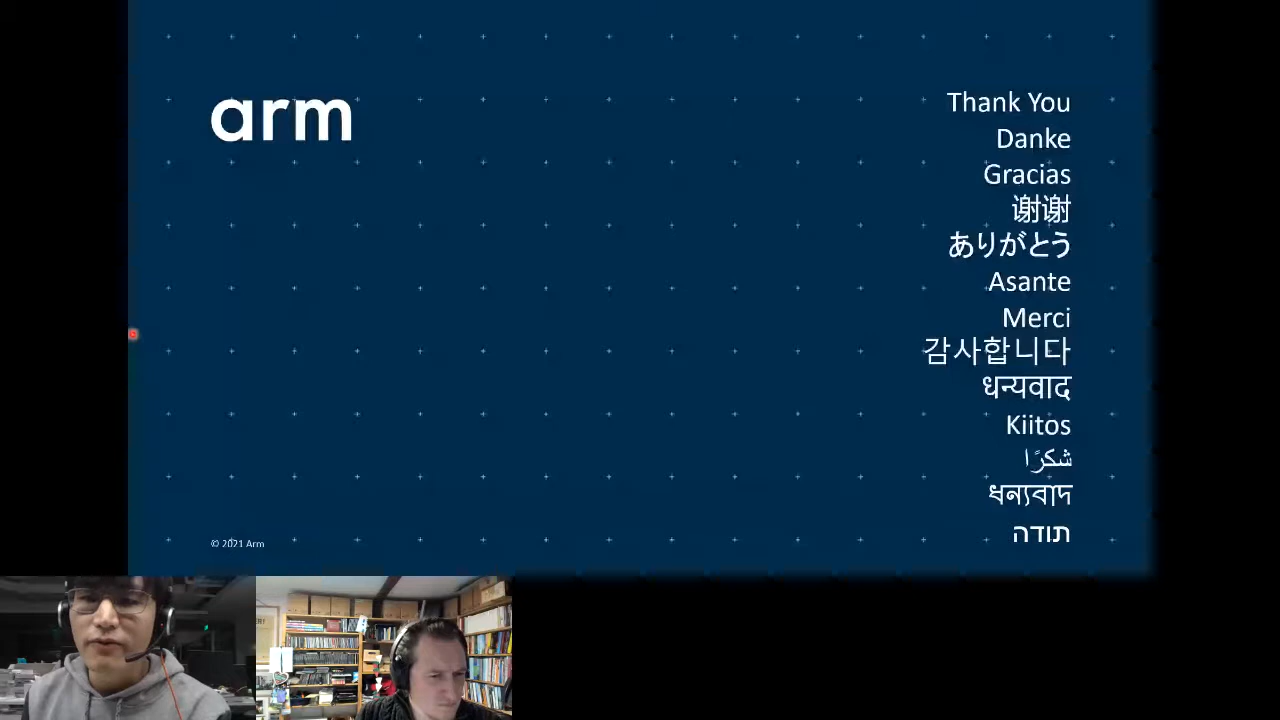 arm
Thank You
Danke
Gracias
谢谢
ありがとう
Asante
Merci
감사합니다
धन्यवाद
Kiitos
شكرًا
ধন্যবাদ
תודה
© 2021 Arm